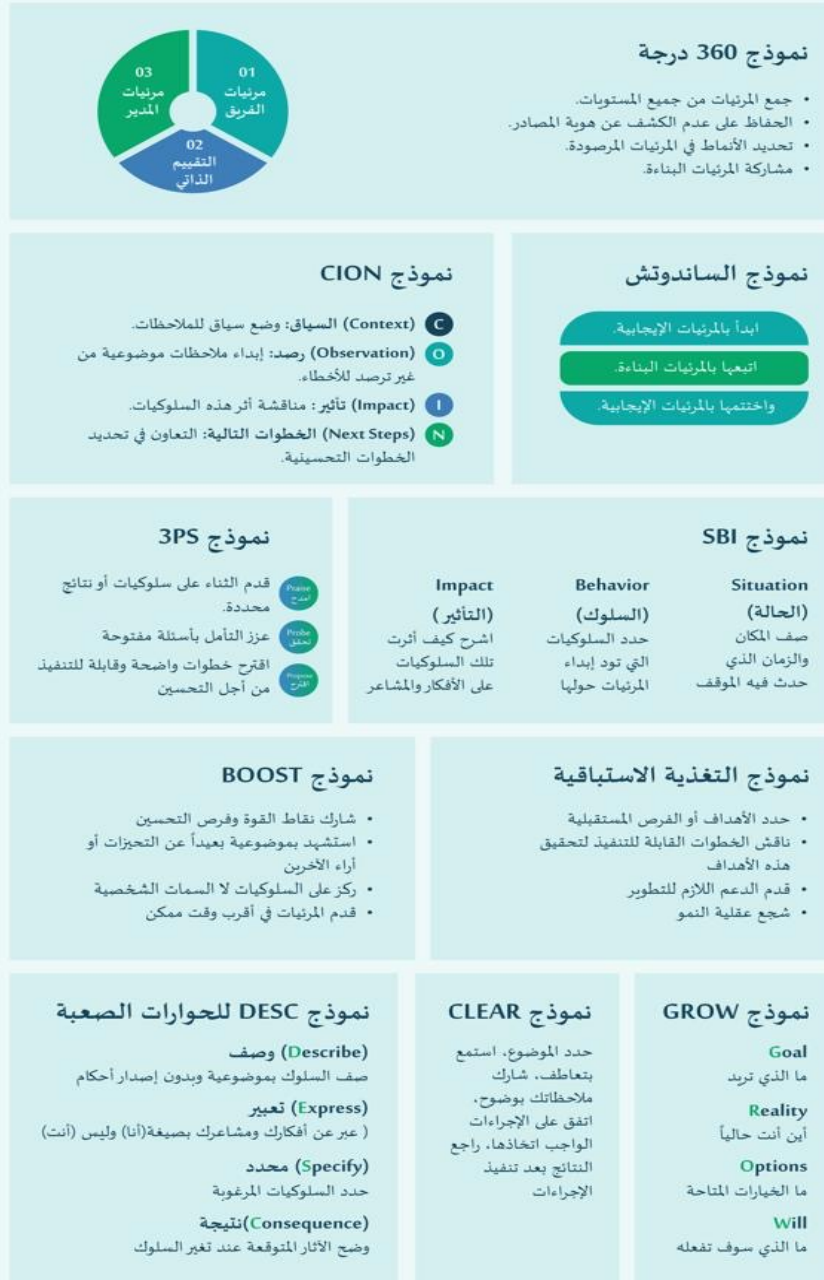 نموذج 360 درجة
• جمع المرئيات من جميع المستويات.
• الحفاظ على عدم الكشف عن هوية المصادر.
• تحديد الأنماط في المرئيات المرصودة.
• مشاركة المرئيات البناءة.
01
مرئيات
الفريق
02
التقييم
الذاتي
03
مرئيات
المدير
نموذج الساندوتش
ابدأ بالمرئيات الإيجابية.
اتبعها بالمرئيات البناءة.
واختتمها بالمرئيات الإيجابية.
نموذج CION
C (Context) السياق: وضع سياق للملاحظات.
O (Observation) رصد: إبداء ملاحظات موضوعية من
غير ترصد للأخطاء.
I (Impact) تأثير : مناقشة أثر هذه السلوكيات.
N (Next Steps) الخطوات التالية: التعاون في تحديد
الخطوات التحسينية.
نموذج SBI
Situation
(الحالة)
صف المكان
والزمان الذي
حدث فيه الموقف
Behavior
(السلوك)
حدد السلوكيات
التي تود إبداء
المرئيات حولها
Impact
(التأثير )
اشرح كيف أثرت
تلك السلوكيات
على الأفكار والمشاعر
نموذج 3PS
Praise
امدح
قدم الثناء على سلوكيات أو نتائج
محددة.
Probe
تحقق
عزز التأمل بأسئلة مفتوحة
Propose
اقترح
اقترح خطوات واضحة وقابلة للتنفيذ
من أجل التحسين
نموذج التغذية الاستباقية
• حدد الأهداف أو الفرص المستقبلية
• ناقش الخطوات القابلة للتنفيذ لتحقيق
هذه الأهداف
• قدم الدعم اللازم للتطوير
• شجع عقلية النمو
نموذج BOOST
• شارك نقاط القوة وفرص التحسين
• استشهد بموضوعية بعيداً عن التحيزات أو
أراء الآخرين
• ركز على السلوكيات لا السمات الشخصية
• قدم المرئيات في أقرب وقت ممكن
نموذج GROW
Goal
ما الذي تريد
Reality
أين أنت حالياً
Options
ما الخيارات المتاحة
Will
ما الذي سوف تفعله
نموذج CLEAR
حدد الموضوع، استمع
بتعاطف، شارك
ملاحظاتك بوضوح،
اتفق على الإجراءات
الواجب اتخاذها، راجع
النتائج بعد تنفيذ
الإجراءات
نموذج DESC للحوارات الصعبة
(Describe) وصف
صف السلوك بموضوعية وبدون إصدار أحكام
(Express) تعبير
( عبر عن أفكارك ومشاعرك بصيغة(أنا) وليس (أنت)
(Specify) محدد
حدد السلوكيات المرغوبة
(Consequence)نتيجة
وضح الآثار المتوقعة عند تغير السلوك